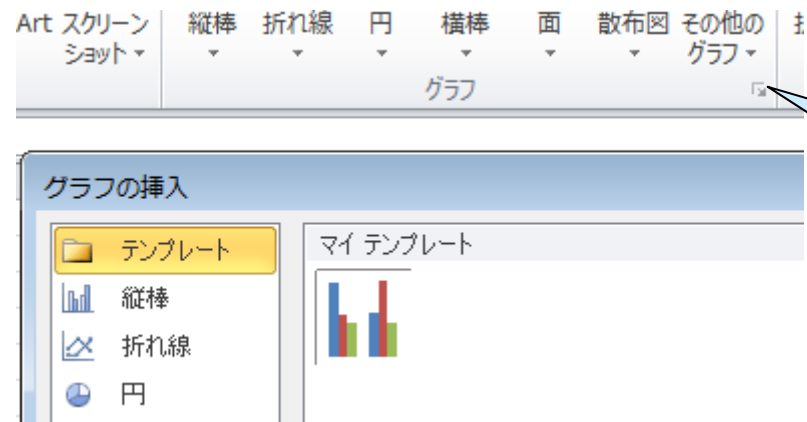 Art スクリーン 縦棒 折れ線 円 横棒 面 散布図 その他の
ショット グラフ
グラフ
グラフの挿入
テンプレート
マイ テンプレート
縦棒
折れ線
円